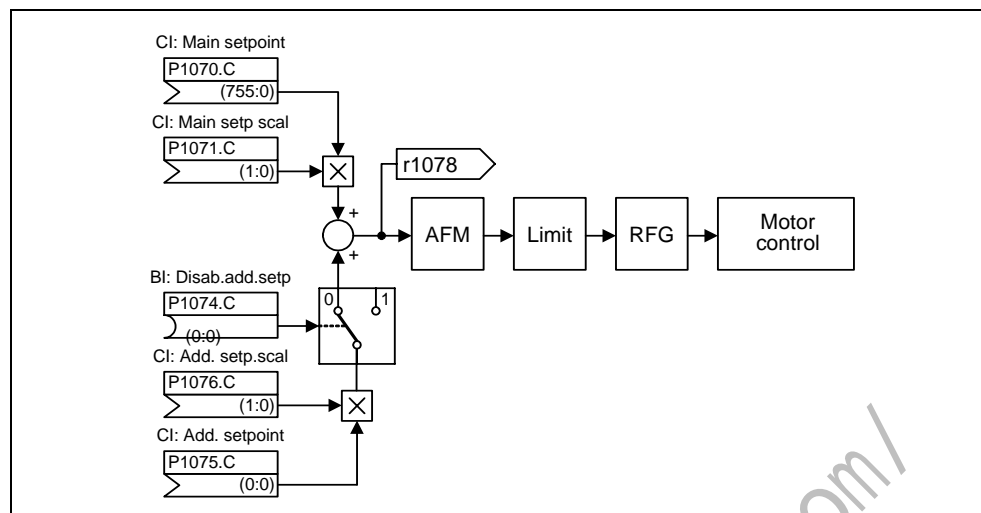 CI: Main setpoint
P1070.C
(755:0)
CI: Main setp scal
P1071.C
(1:0)
r1078
+
+
AFM
Limit
RFG
Motor
control
BI: Disab.add.setp
P1074.C
(0:0)
0
1
CI: Add. setp.scal
P1076.C
(1:0)
CI: Add. setpoint
P1075.C
(0:0)
om/